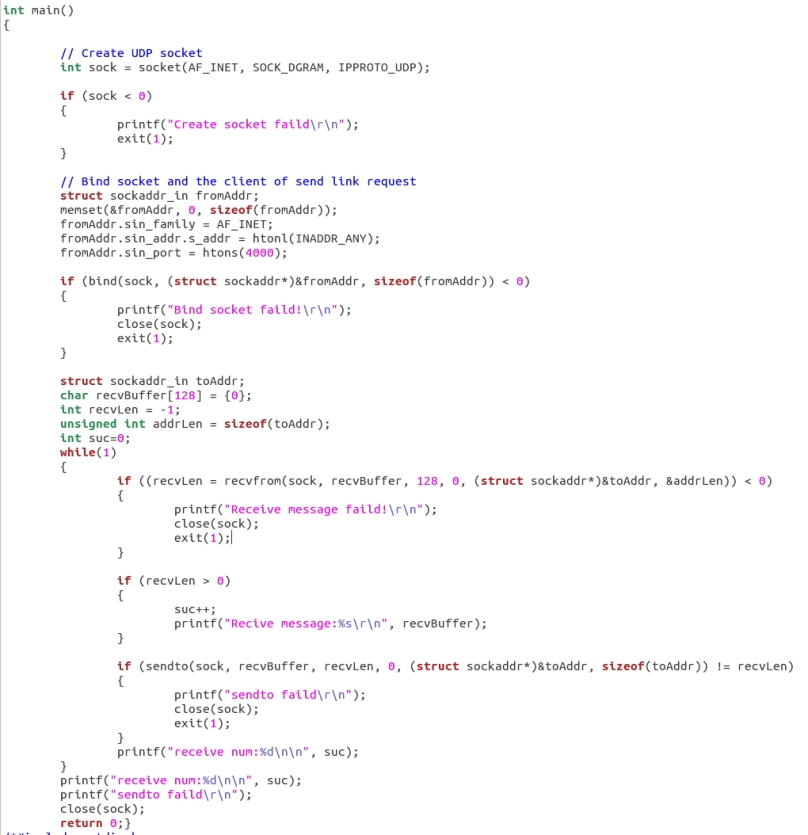 int main()
{
// Create UDP socket
int sock = socket(AF_INET, SOCK_DGRAM, IPPROTO_UDP);
if (sock < 0)
{
printf("Create socket faild\r\n");
exit(1);
}
// Bind socket and the client of send link request
struct sockaddr_in fromAddr;
memset(&fromAddr, 0, sizeof(fromAddr));
fromAddr.sin_family = AF_INET;
fromAddr.sin_addr.s_addr = htonl(INADDR_ANY);
fromAddr.sin_port = htons(4000);
if (bind(sock, (struct sockaddr*)&fromAddr, sizeof(fromAddr)) < 0)
{
printf("Bind socket faild!\r\n");
close(sock);
exit(1);
}
struct sockaddr_in toAddr;
char recvBuffer[128] = {0};
int recvLen = -1;
unsigned int addrLen = sizeof(toAddr);
int suc=0;
while(1)
{
if ((recvLen = recvfrom(sock, recvBuffer, 128, 0, (struct sockaddr*)&toAddr, &addrLen)) < 0)
{
printf("Receive message faild!\r\n");
close(sock);
exit(1);
}
if (recvLen > 0)
{
suc++;
printf("Recive message:%s\r\n", recvBuffer);
}
if (sendto(sock, recvBuffer, recvLen, 0, (struct sockaddr*)&toAddr, sizeof(toAddr)) != recvLen)
{
printf("sendto faild\r\n");
close(sock);
exit(1);
}
printf("receive num:%d\n\n", suc);
}
printf("receive num:%d\n\n", suc);
printf("sendto faild\r\n");
close(sock);
return 0;}